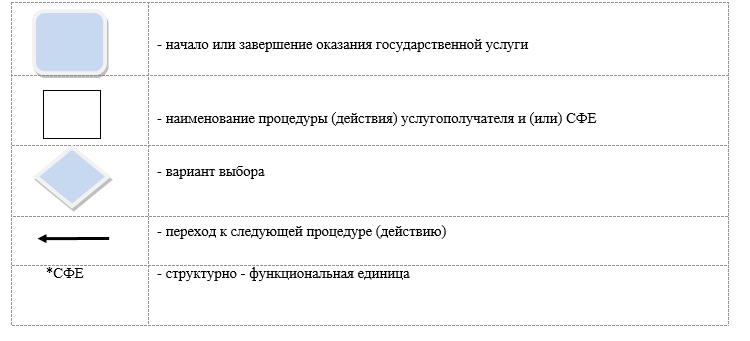 - начало или завершение оказания государственной услуги
- наименование процедуры (действия) услугополучателя и (или) СФЕ
- вариант выбора
- переход к следующей процедуре (действию)
*СФЕ - структурно - функциональная единица